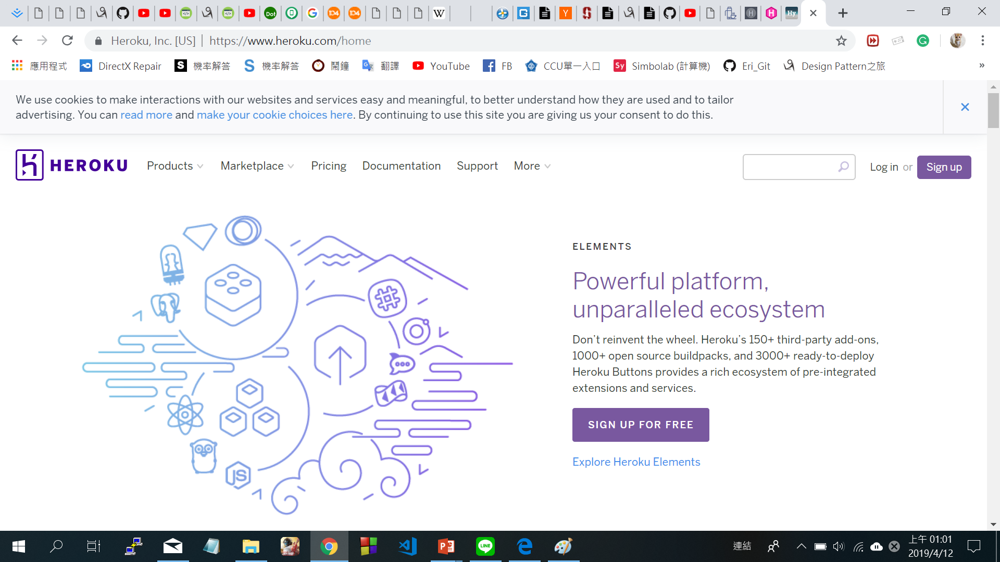 Dot
G
104
104
W
G
Y
S
H
H
Hy
Heroku, Inc. [US] | https://www.heroku.com/home
G
應用程式
DirectX Repair
S 機率解答
S 機率解答
鬧鐘
翻譯
YouTube
FB
CCU單一入口
Sy Simbolab (計算機)
Eri_Git
Design Pattern之旅
»
We use cookies to make interactions with our websites and services easy and meaningful, to better understand how they are used and to tailor
advertising. You can read more and make your cookie choices here. By continuing to use this site you are giving us your consent to do this.
HEROKU
Products
Marketplace
Pricing
Documentation
Support
More
Log in or
Sign up
ELEMENTS
Powerful platform,
unparalleled ecosystem
Don't reinvent the wheel. Heroku's 150+ third-party add-ons,
1000+ open source buildpacks, and 3000+ ready-to-deploy
Heroku Buttons provides a rich ecosystem of pre-integrated
extensions and services.
SIGN UP FOR FREE
Explore Heroku Elements
JS
LINE
連結
上午 01:01
2019/4/12